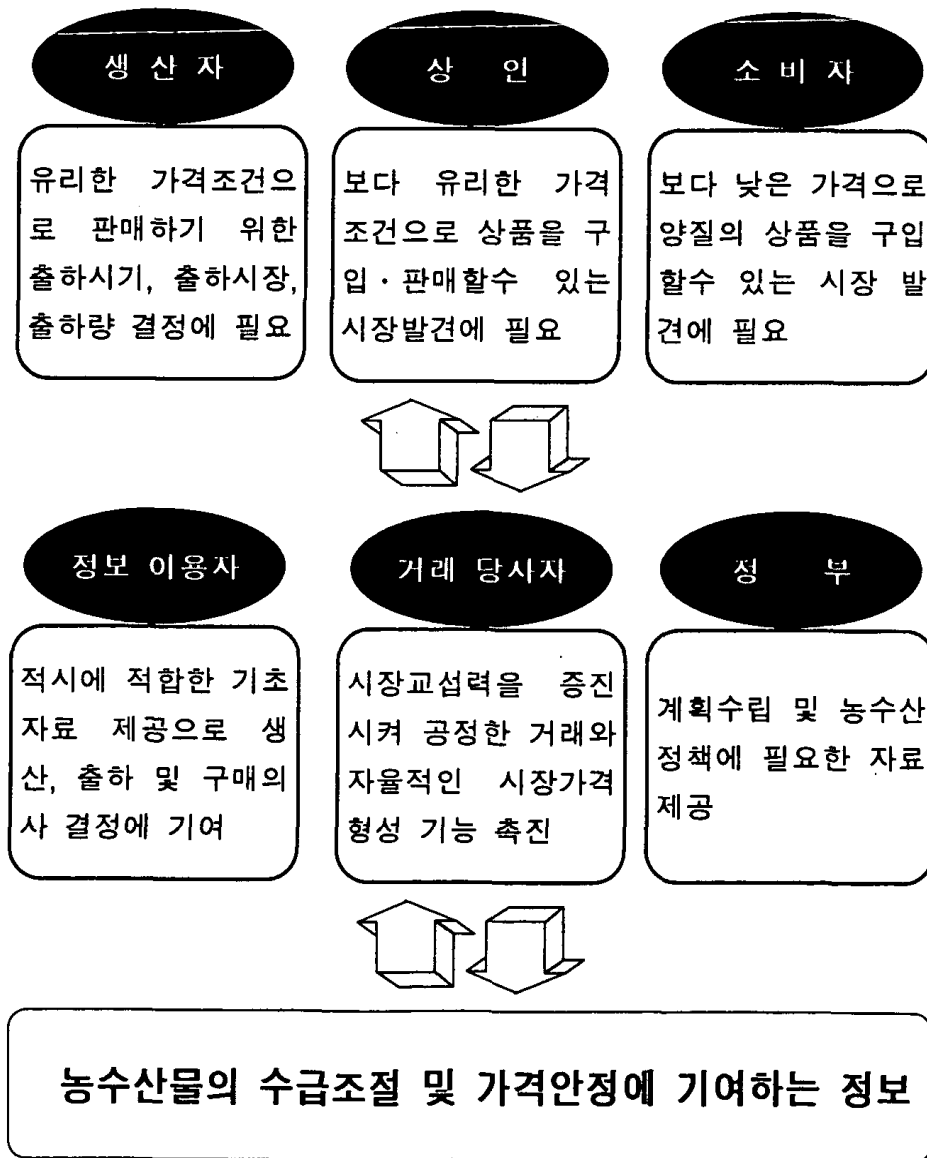 생 산 자
유리한 가격조건으
로 판매하기 위한
출하시기, 출하시장,
출하량 결정에 필요
상 인
보다 유리한 가격
조건으로 상품을 구
입·판매할수 있는
시장발견에 필요
소 비 자
보다 낮은 가격으로
양질의 상품을 구입
할수 있는 시장 발
견에 필요
정보 이용자
적시에 적합한 기초
자료 제공으로 생
산, 출하 및 구매의
사 결정에 기여
거래 당사자
시장교섭력을 증진
시켜 공정한 거래와
자율적인 시장가격
형성 기능 촉진
정 부
계획수립 및 농수산
정책에 필요한 자료
제공
농수산물의 수급조절 및 가격안정에 기여하는 정보